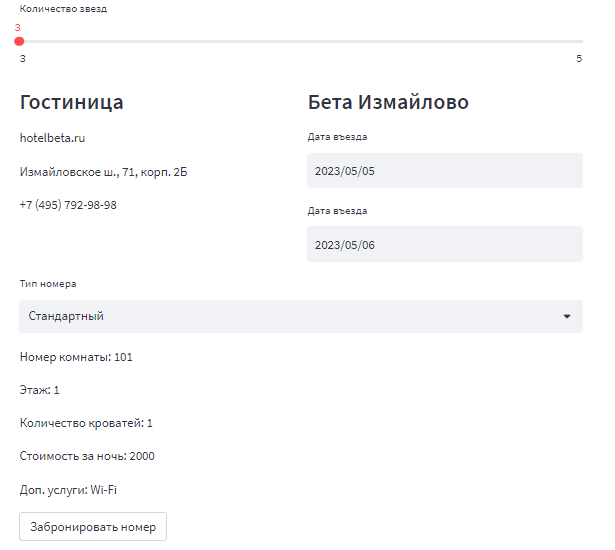 Количество звезд
3
3
5
Гостиница
hotelbeta.ru
Измайловское ш., 71, корп. 2Б
+7 (495) 792-98-98
Бета Измайлово
Дата въезда
2023/05/05
Дата въезда
2023/05/06
Тип номера
Стандартный
Номер комнаты: 101
Этаж: 1
Количество кроватей: 1
Стоимость за ночь: 2000
Доп. услуги: Wi-Fi
Забронировать номер